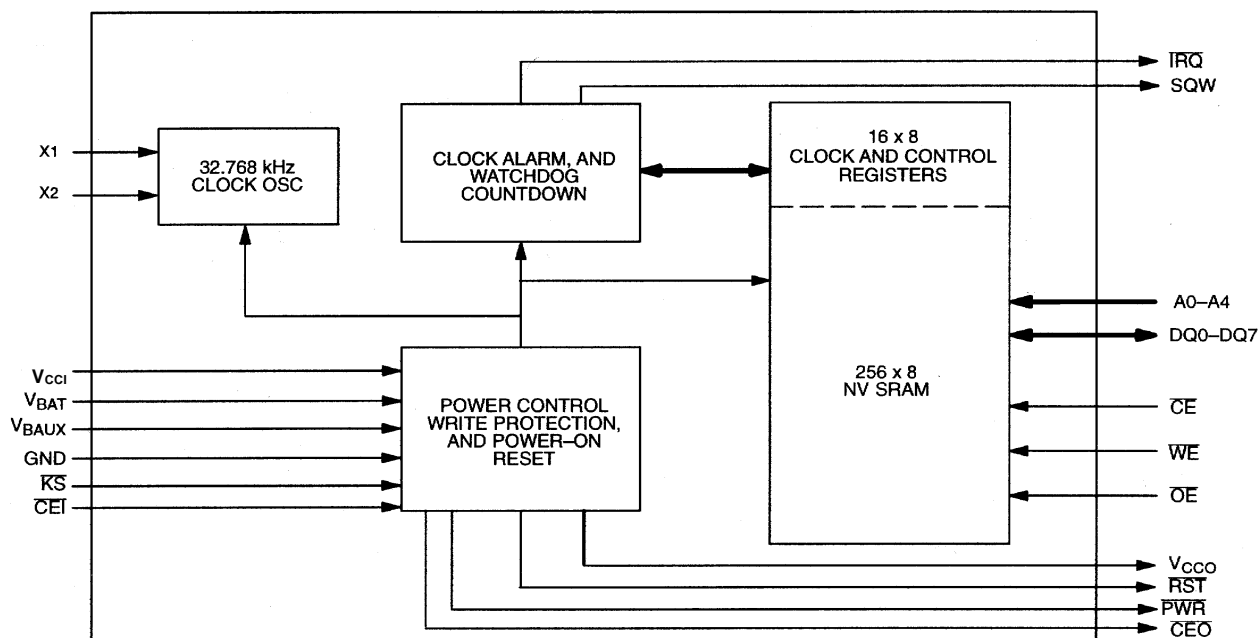 IRQ
SQW
X1
X2
32.768 kHz
CLOCK OSC
CLOCK ALARM, AND
WATCHDOG
COUNTDOWN
16 x 8
CLOCK AND CONTROL
REGISTERS
A0–A4
DQ0–DQ7
VCCI
VBAT
VBAUX
GND
KS
CEI
POWER CONTROL
WRITE PROTECTION,
AND POWER–ON
RESET
256 x 8
NV SRAM
CE
WE
OE
VCCO
RST
PWR
CEO